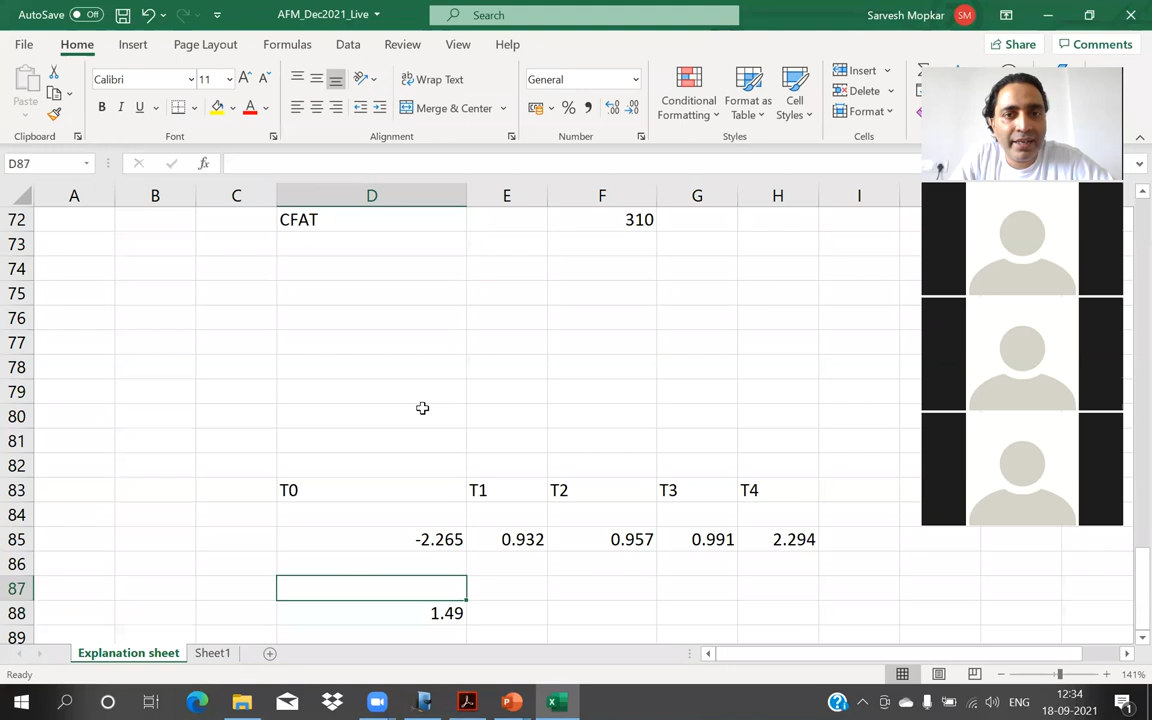 AutoSave Off AFM_Dec2021_Live Search Sarvesh Mopkar SM
File Home Insert Page Layout Formulas Data Review View Help Share Comments
Paste Calibri 11 A A Wrap Text General Conditional Formatting Format as Table Cell Styles Insert
B I U A Merge & Center % Delete
Format
Clipboard Font Alignment Number Styles Cells
D87 fx
A B C D E F G H I
72 CFAT 310
73
74
75
76
77
78
79
80
81
82
83 T0 T1 T2 T3 T4
84
85 -2.265 0.932 0.957 0.991 2.294
86
87
88 1.49
89
Explanation sheet Sheet1
Ready 141%
ENG 12:34
18-09-2021 1